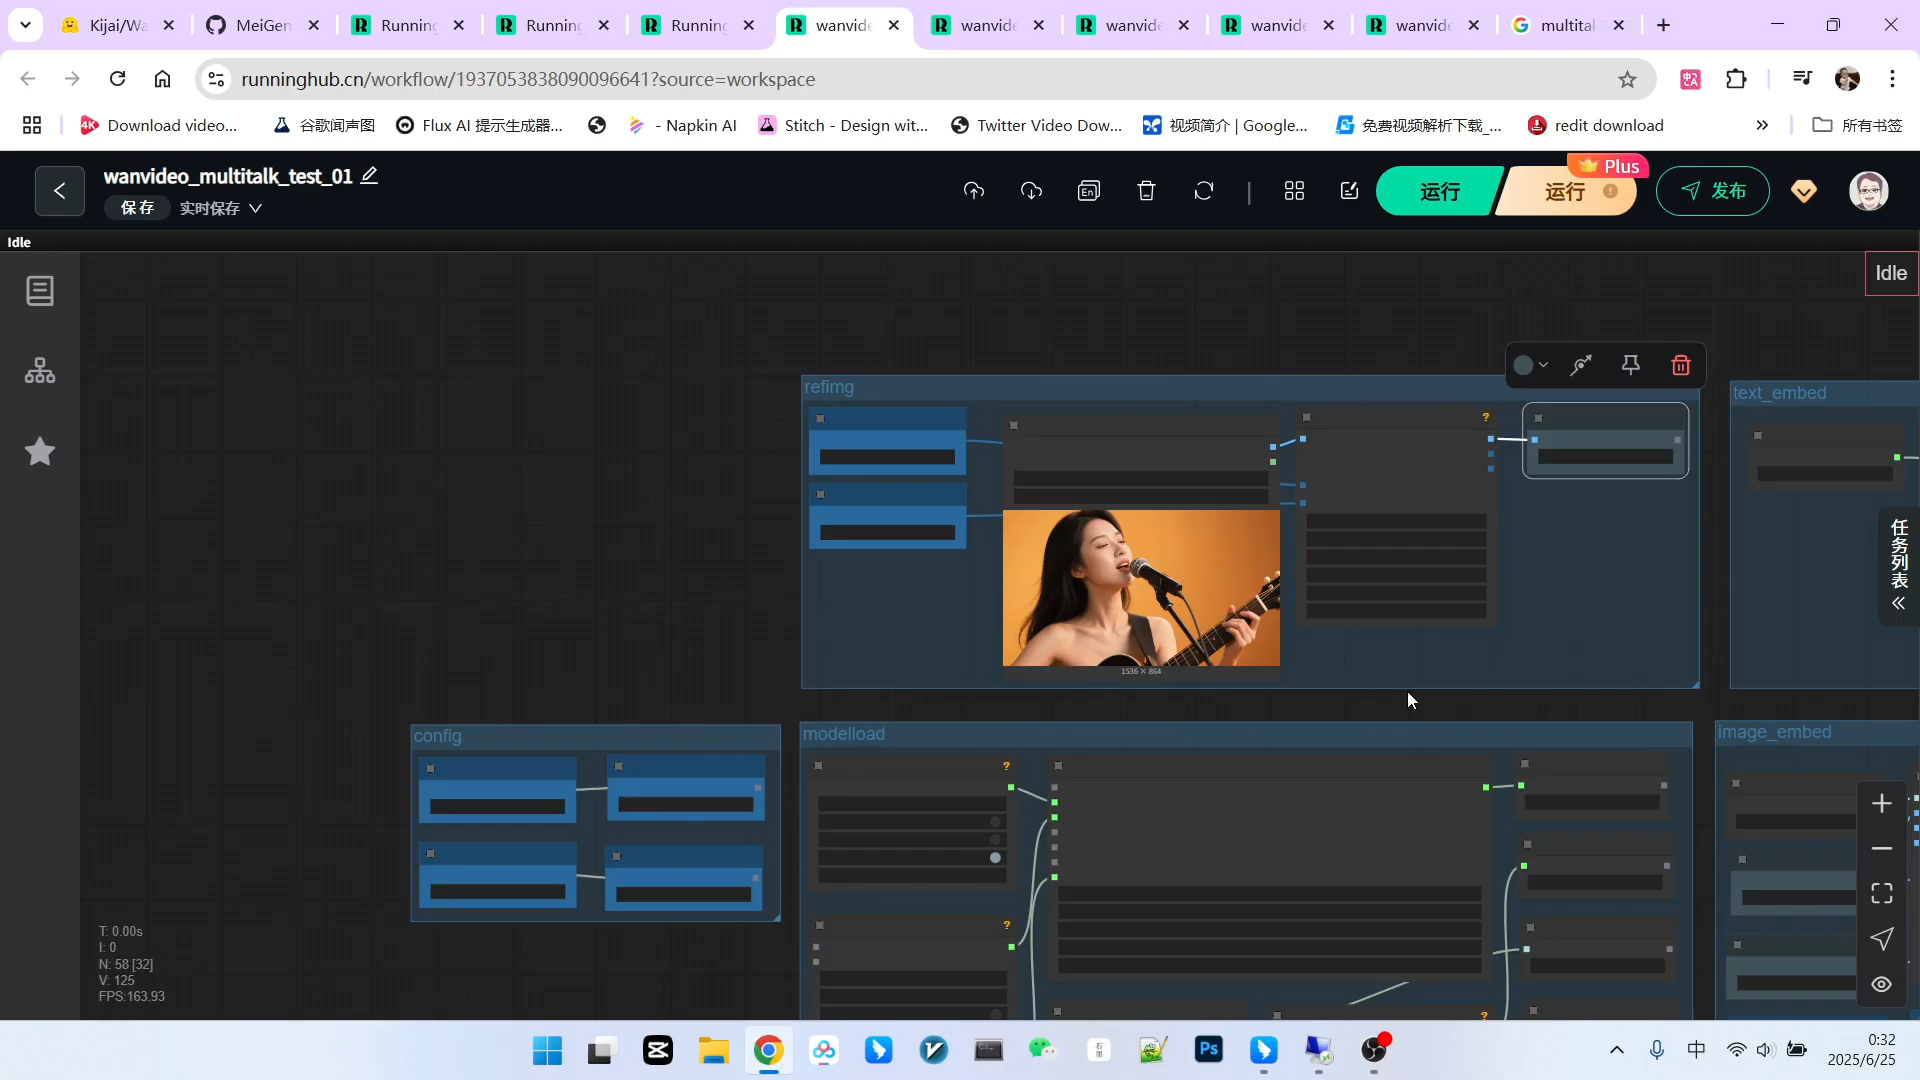 Kijai/Wa
MeiGen
Running
Running
Running
wanvide
wanvide
wanvide
wanvide
wanvide
multital
runninghub.cn/workflow/1937053838090096641?source=workspace
Download video...
谷歌闻声图
Flux AI 提示生成器...
- Napkin AI
Stitch - Design wit...
Twitter Video Dow...
视频简介 | Google...
免费视频解析下载_...
redit download
»
所有书签
wanvideo_multitalk_test_01
保存
实时保存
En
运行
运行
Plus
发布
Idle
Idle
refimg
?
text_embed
1536 × 864
任务列表
config
modelload
?
image_embed
?
?
T: 0.00s
I: 0
N: 58 [32]
V: 125
FPS:163.93
Ps
中
0:32
2025/6/25